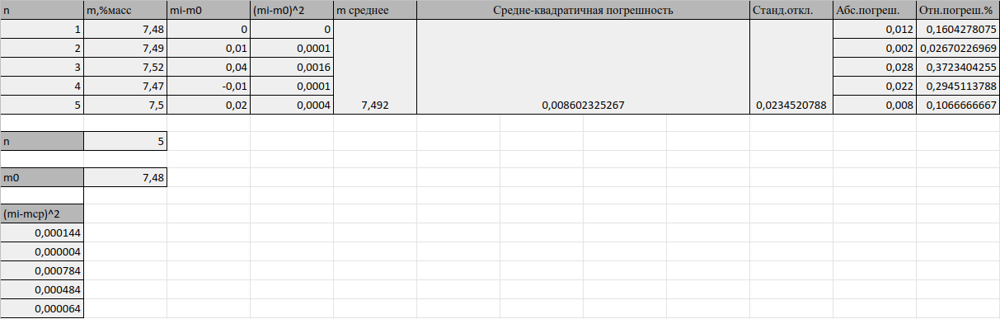 n m,%масс mi-m0 (mi-m0)^2 m среднее Средне-квадратичная погрешность Станд.откл. Абс.погреш. Отн.погреш.%
1 7,48 0 0 0,012 0,1604278075
2 7,49 0,01 0,0001 0,002 0,02670226969
3 7,52 0,04 0,0016 0,028 0,3723404255
4 7,47 -0,01 0,0001 0,022 0,2945113788
5 7,5 0,02 0,0004 7,492 0,008602325267 0,0234520788 0,008 0,1066666667
n 5
m0 7,48
(mi-mcp)^2
0,000144
0,000004
0,000784
0,000484
0,000064